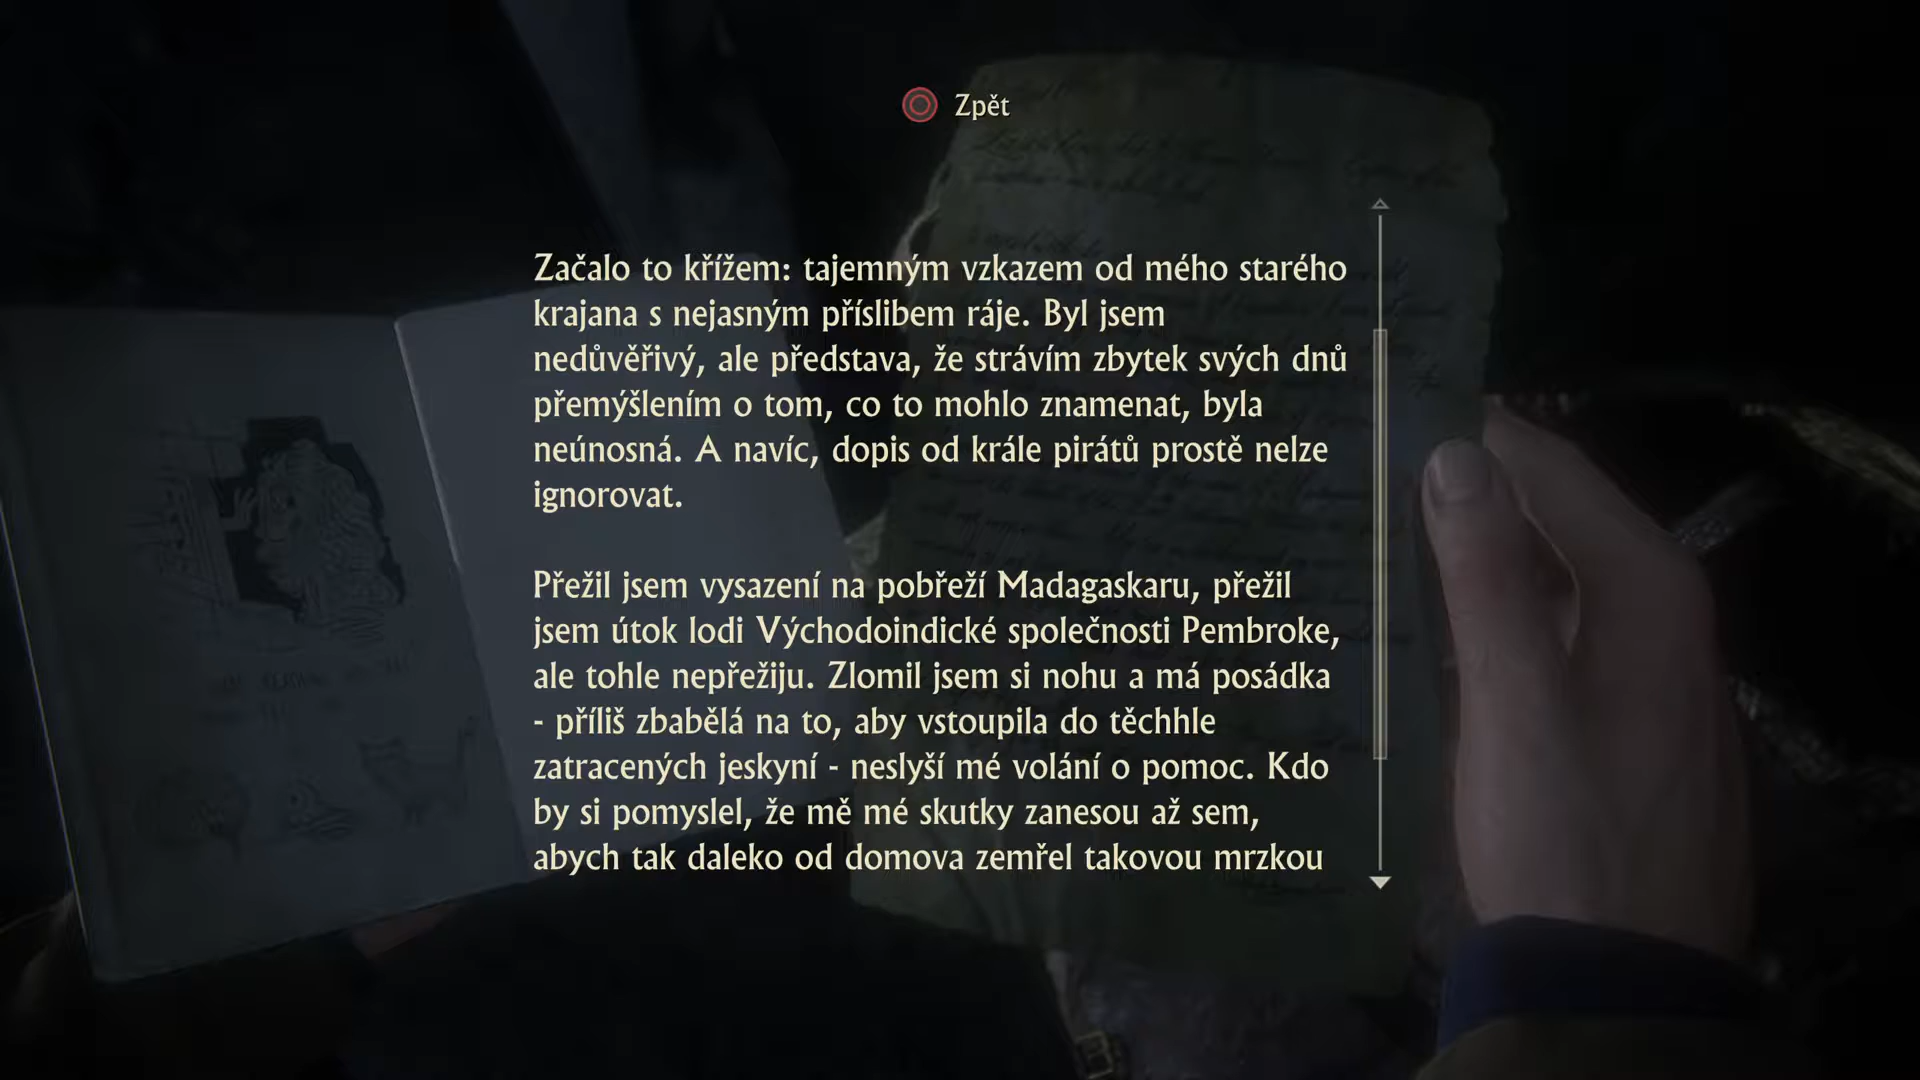 Zpět
Začalo to křížem: tajemným vzkazem od mého starého
krajana s nejasným příslibem ráje. Byl jsem
nedůvěřivý, ale představa, že strávím zbytek svých dnů
přemýšlením o tom, co to mohlo znamenat, byla
neúnosná. A navíc, dopis od krále pirátů prostě nelze
ignorovat.
Přežil jsem vysazení na pobřeží Madagaskaru, přežil
jsem útok lodi Východoindické společnosti Pembroke,
ale tohle nepřežiju. Zlomil jsem si nohu a má posádka
- příliš zbabělá na to, aby vstoupila do těchhle
zatracených jeskyní - neslyší mé volání o pomoc. Kdo
by si pomyslel, že mě mé skutky zanesou až sem,
abych tak daleko od domova zemřel takovou mrzkou